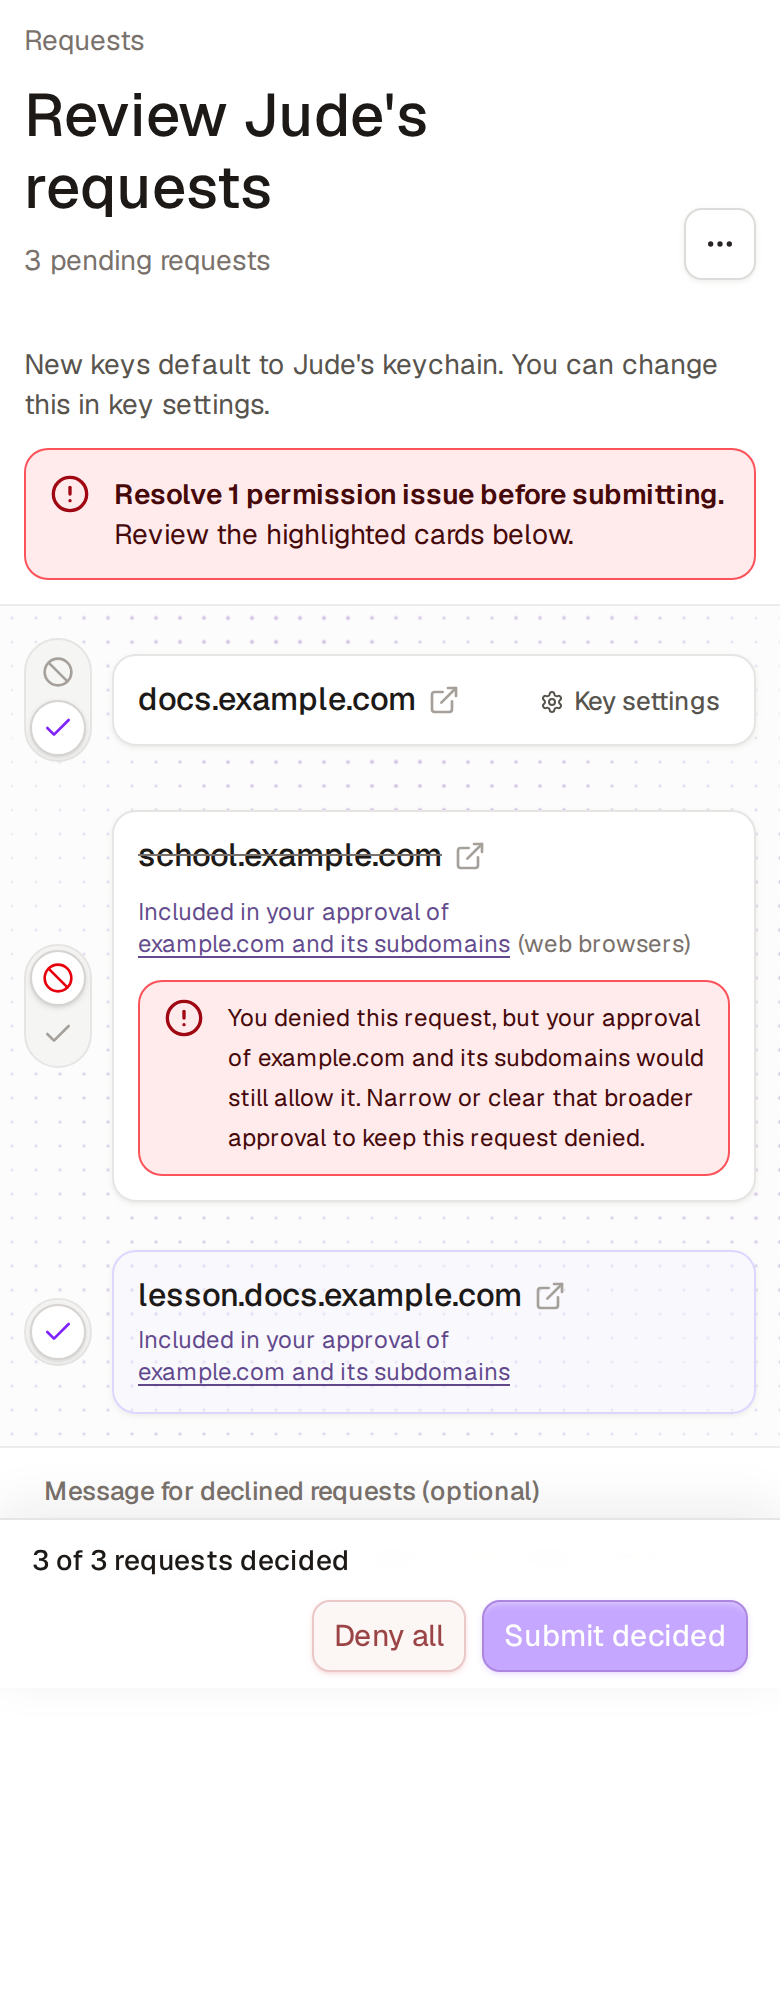 Requests
Review Jude's
requests
3 pending requests
New keys default to Jude's keychain. You can change
this in key settings.
Resolve 1 permission issue before submitting.
Review the highlighted cards below.
docs.example.com
Key settings
school.example.com
Included in your approval of
example.com and its subdomains (web browsers)
You denied this request, but your approval
of example.com and its subdomains would
still allow it. Narrow or clear that broader
approval to keep this request denied.
lesson.docs.example.com
Included in your approval of
example.com and its subdomains
Message for declined requests (optional)
3 of 3 requests decided
Deny all
Submit decided